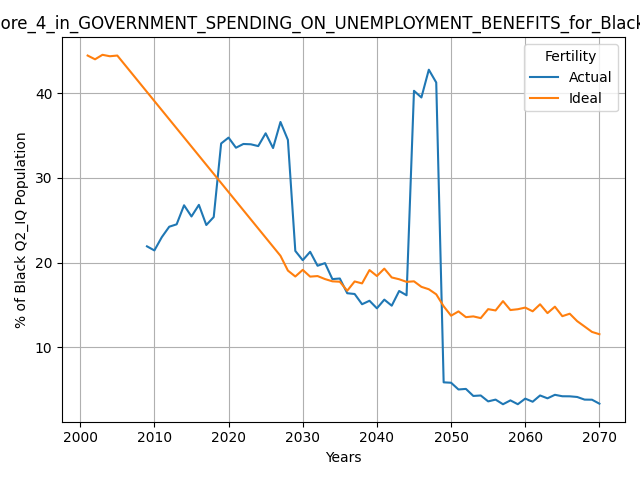 ore_4_in_GOVERNMENT_SPENDING_ON_UNEMPLOYMENT_BENEFITS_for_Black
Fertility
Actual
Ideal
% of Black Q2_IQ Population
40
30
20
10
2000 2010 2020 2030 2040 2050 2060 2070
Years